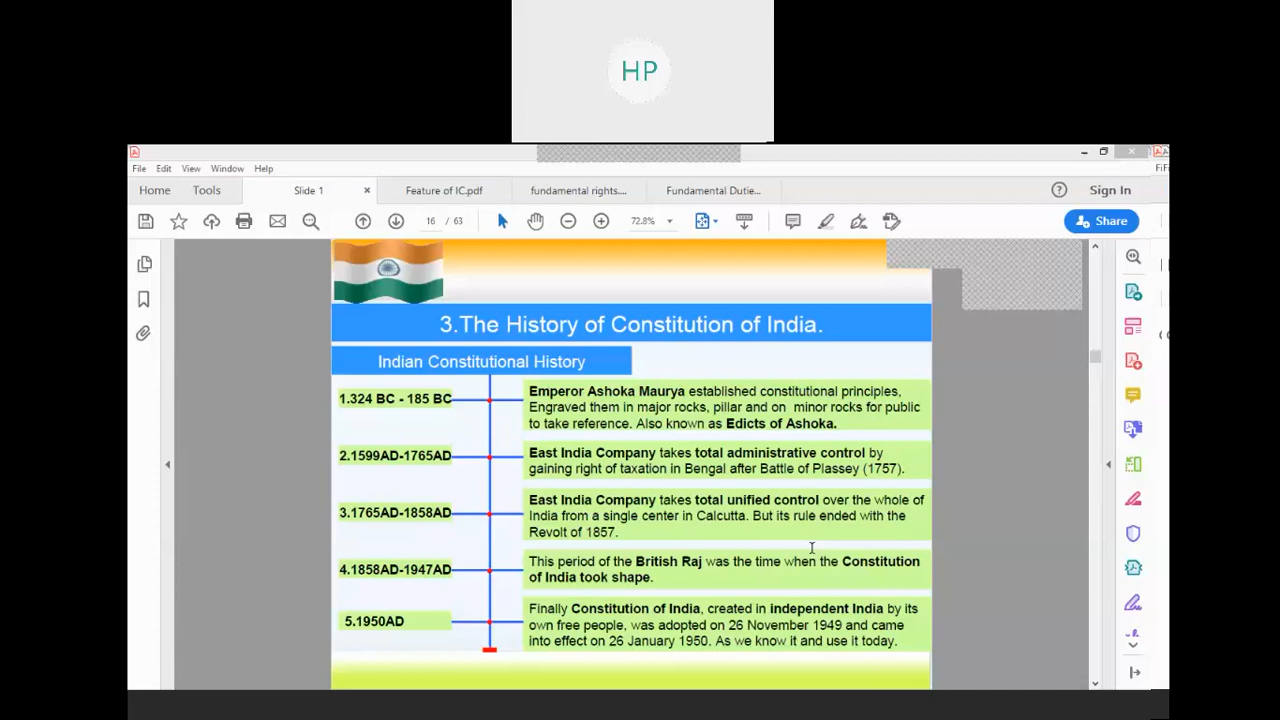 HP
File Edit View Window Help
FiFi
Home Tools Slide 1 × Feature of IC.pdf fundamental rights.... Fundamental Dutie... Sign In
16 / 63 72.8% Share
3.The History of Constitution of India.
Indian Constitutional History
1.324 BC - 185 BC
Emperor Ashoka Maurya established constitutional principles,
Engraved them in major rocks, pillar and on minor rocks for public
to take reference. Also known as Edicts of Ashoka.
2.1599AD-1765AD
East India Company takes total administrative control by
gaining right of taxation in Bengal after Battle of Plassey (1757).
3.1765AD-1858AD
East India Company takes total unified control over the whole of
India from a single center in Calcutta. But its rule ended with the
Revolt of 1857.
4.1858AD-1947AD
This period of the British Raj was the time when the Constitution
of India took shape.
5.1950AD
Finally Constitution of India, created in independent India by its
own free people, was adopted on 26 November 1949 and came
into effect on 26 January 1950. As we know it and use it today.